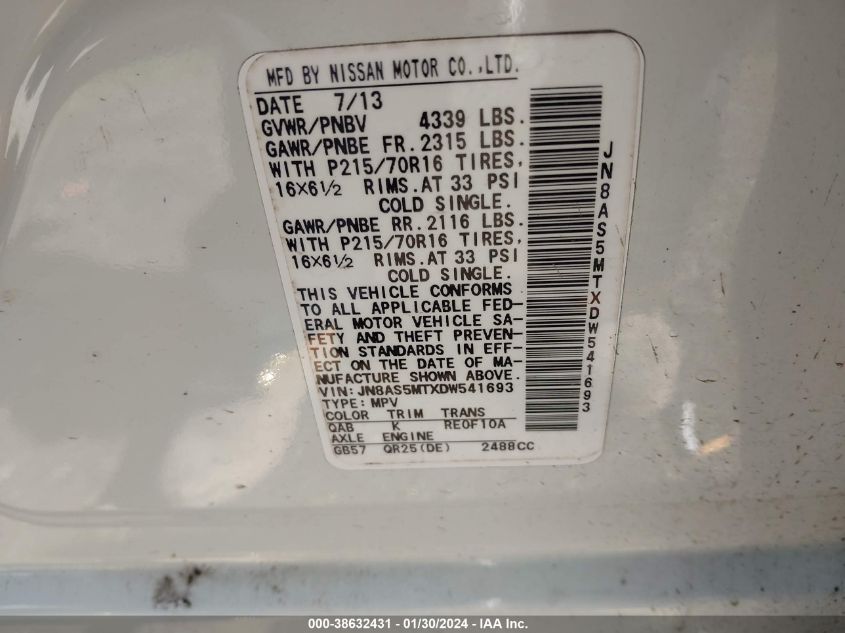 MFD BY NISSAN MOTOR CO.,LTD.
DATE 7/13
GVWR/PNBV 4339 LBS.
GAWR/PNBE FR. 2315 LBS.
WITH P215/70R16 TIRES,
16X6½ RIMS. AT 33 PSI
COLD SINGLE.
GAWR/PNBE RR. 2116 LBS.
WITH P215/70R16 TIRES,
16X6½ RIMS. AT 33 PSI
COLD SINGLE.
THIS VEHICLE CONFORMS
TO ALL APPLICABLE FED-
ERAL MOTOR VEHICLE SA-
FETY AND THEFT PREVEN-
TION STANDARDS IN EFF-
ECT ON THE DATE OF MA-
NUFACTURE SHOWN ABOVE.
VIN: JN8AS5MTXDW541693
TYPE: MPV
COLOR TRIM TRANS
QAB K RE0F10A
AXLE ENGINE
GB57 QR25(DE) 2488CC
JN8AS5MTXDW541693
000-38632431 - 01/30/2024 - IAA Inc.